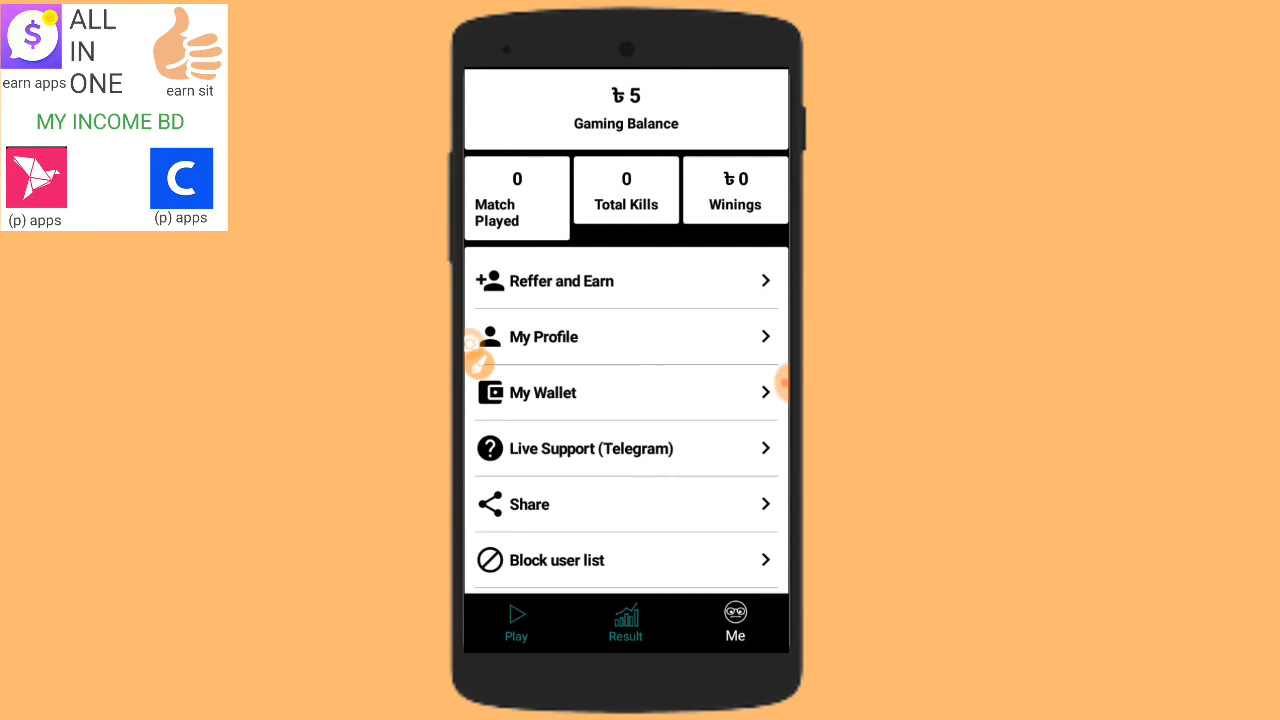 ALL
IN
ONE
earn apps
earn sit
MY INCOME BD
(p) apps
(p) apps
৳ 5
Gaming Balance
0
Match
Played
0
Total Kills
৳ 0
Winings
Reffer and Earn
My Profile
My Wallet
Live Support (Telegram)
Share
Block user list
Play
Result
Me